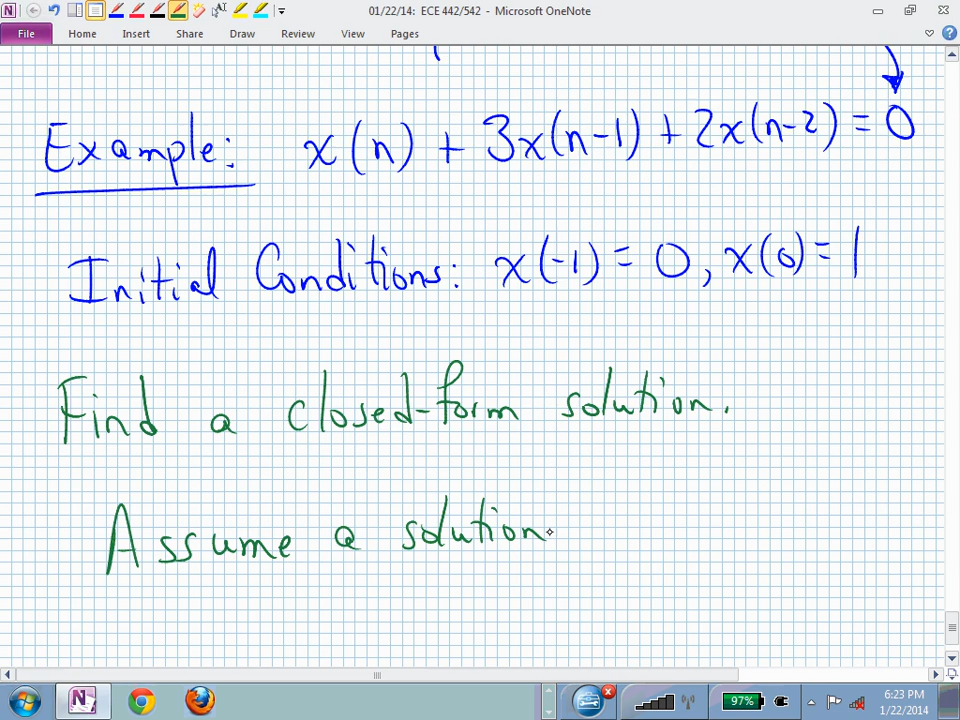 01/22/14: ECE 442/542 - Microsoft OneNote
File Home Insert Share Draw Review View Pages
Example: x(n) + 3x(n-1) + 2x(n-2) = 0
Initial Conditions: x(-1) = 0, x(0) = 1
Find a closed-form solution.
Assume a solution
97% 6:23 PM
1/22/2014